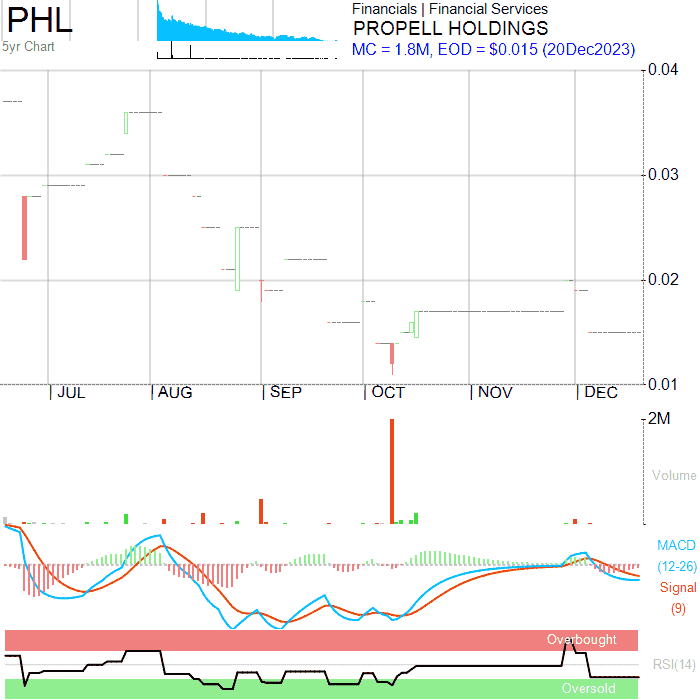 PHL
5yr Chart
Financials | Financial Services
PROPELL HOLDINGS
MC = 1.8M, EOD = $0.015 (20Dec2023)
0.04
0.03
0.02
0.01
JUL AUG SEP OCT NOV DEC
2M
Volume
MACD
(12-26)
Signal
(9)
Overbought
RSI(14)
Oversold